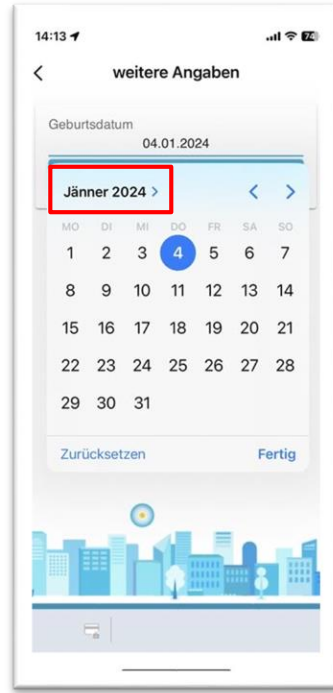 14:13
74
weitere Angaben
Geburtsdatum
04.01.2024
Jänner 2024
MO DI MI DO FR SA SO
1 2 3 4 5 6 7
8 9 10 11 12 13 14
15 16 17 18 19 20 21
22 23 24 25 26 27 28
29 30 31
Zurücksetzen Fertig